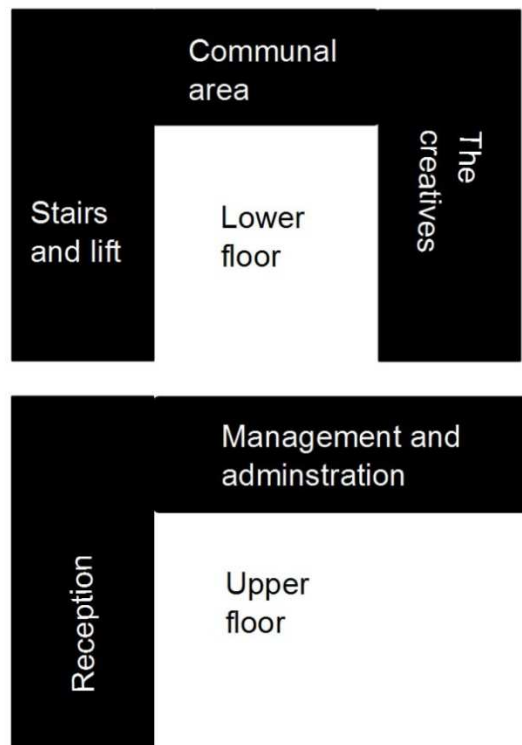 Communal
area
The
creatives
Stairs
and lift
Lower
floor
Management and
adminstration
Reception
Upper
floor